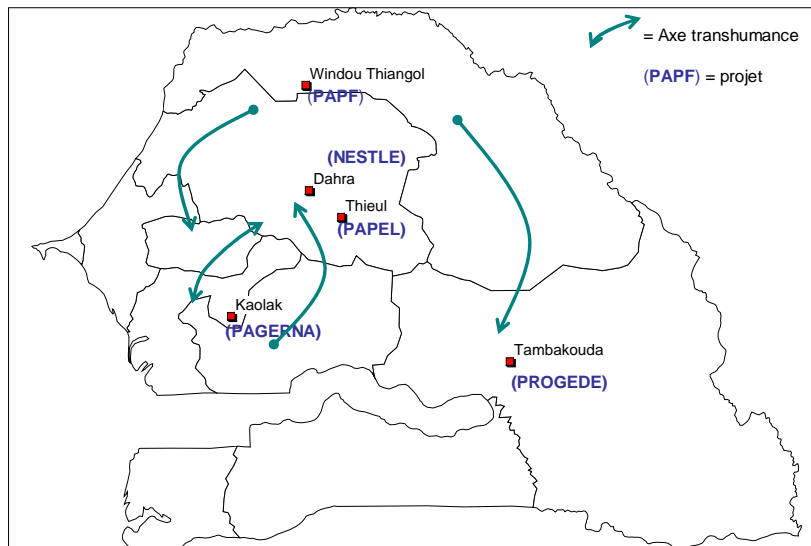 = Axe transhumance
(PAPF) = projet
Windou Thiangol
(PAPF)
(NESTLE)
Dahra
Thieul
(PAPEL)
Kaolak
(PAGERNA)
Tambakouda
(PROGEDE)